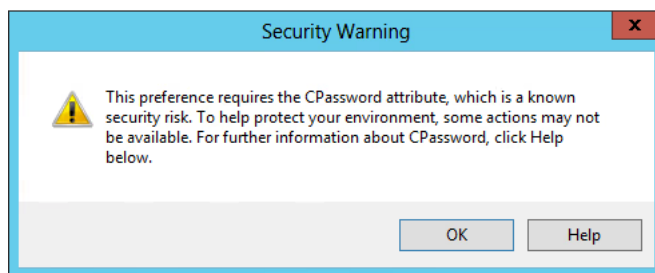 Security Warning
x
This preference requires the CPassword attribute, which is a known
security risk. To help protect your environment, some actions may not
be available. For further information about CPassword, click Help
below.
OK
Help